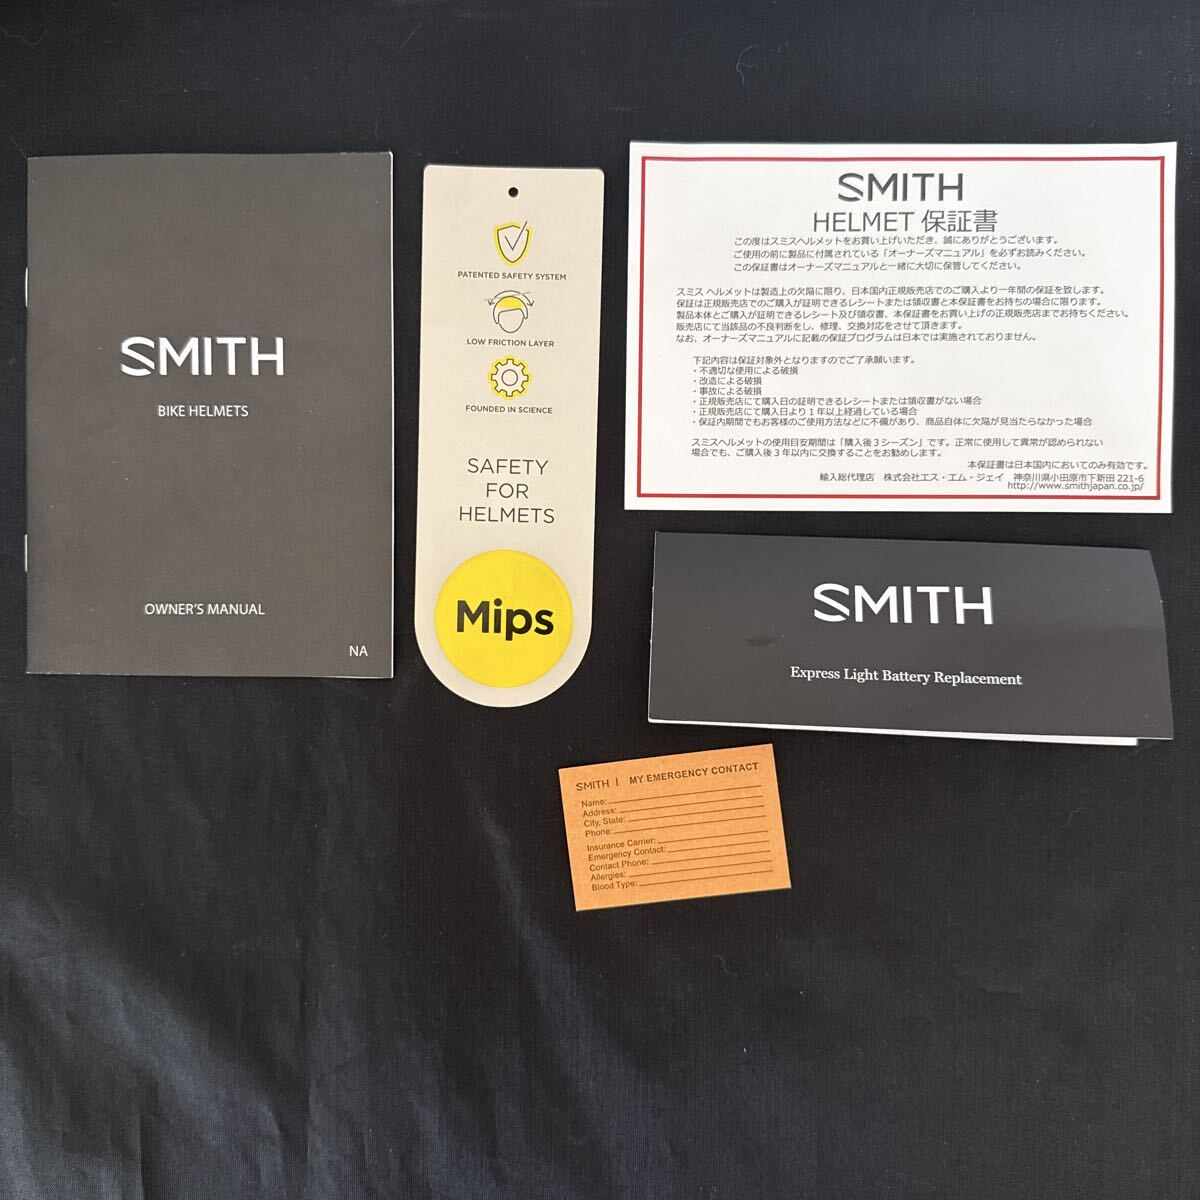 SMITH
BIKE HELMETS
OWNER'S MANUAL
NA
PATENTED SAFETY SYSTEM
LOW FRICTION LAYER
FOUNDED IN SCIENCE
SAFETY
FOR
HELMETS
Mips
SMITH
HELMET 保証書
この度はスミスヘルメットをお買い上げいただき、誠にありがとうございます。
ご使用の前に製品に付属されている「オーナーズマニュアル」を必ずお読みください。
この保証書はオーナーズマニュアルと一緒に大切に保管してください。
スミス ヘルメットは製造上の欠陥に限り、日本国内正規販売店でのご購入より一年間の保証を致します。
保証は正規販売店でのご購入が証明できるレシートまたは領収書と本保証書をお持ちの場合に限ります。
製品本体とご購入が証明できるレシート及び領収書、本保証書をお買い上げの正規販売店までお持ちください。
販売店にて当該品の不良判断をし、修理、交換対応をさせて頂きます。
なお、オーナーズマニュアルに記載の保証プログラムは日本では実施されておりません。
下記内容は保証対象外となりますのでご了承願います。
・不適切な使用による破損
・改造による破損
・事故による破損
・正規販売店にて購入日の証明できるレシートまたは領収書がない場合
・正規販売店にて購入日より１年以上経過している場合
・保証内期間でもお客様のご使用方法などに不備があり、商品自体に欠陥が見当たらなかった場合
スミスヘルメットの使用目安期間は「購入後３シーズン」です。正常に使用して異常が認められない
場合でも、ご購入後３年以内に交換することをお勧めします。
本保証書は日本国内においてのみ有効です。
輸入総代理店 株式会社エス・エム・ジェイ 神奈川県小田原市下新田 221-6
http://www.smithjapan.co.jp/
SMITH
Express Light Battery Replacement
SMITH | MY EMERGENCY CONTACT
Name:
Address:
City, State:
Phone:
Insurance Carrier:
Emergency Contact:
Contact Phone:
Allergies:
Blood Type: